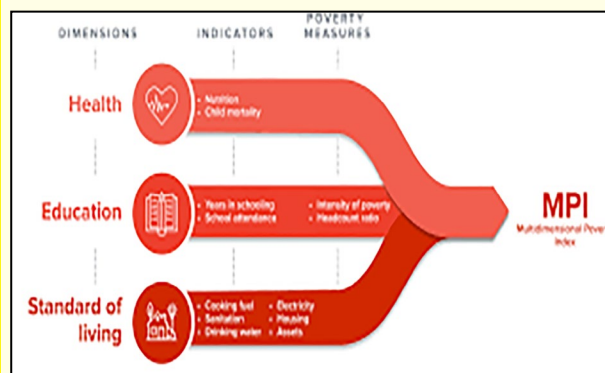 DIMENSIONS
INDICATORS
POVERTY
MEASURES
Health
• Nutrition
• Child mortality
Education
• Years in schooling
• School attendance
• Intensity of poverty
• Headcount ratio
Standard of
living
• Cooking fuel
• Sanitation
• Drinking water
• Electricity
• Housing
• Assets
MPI
Multidimensional Pover
Index